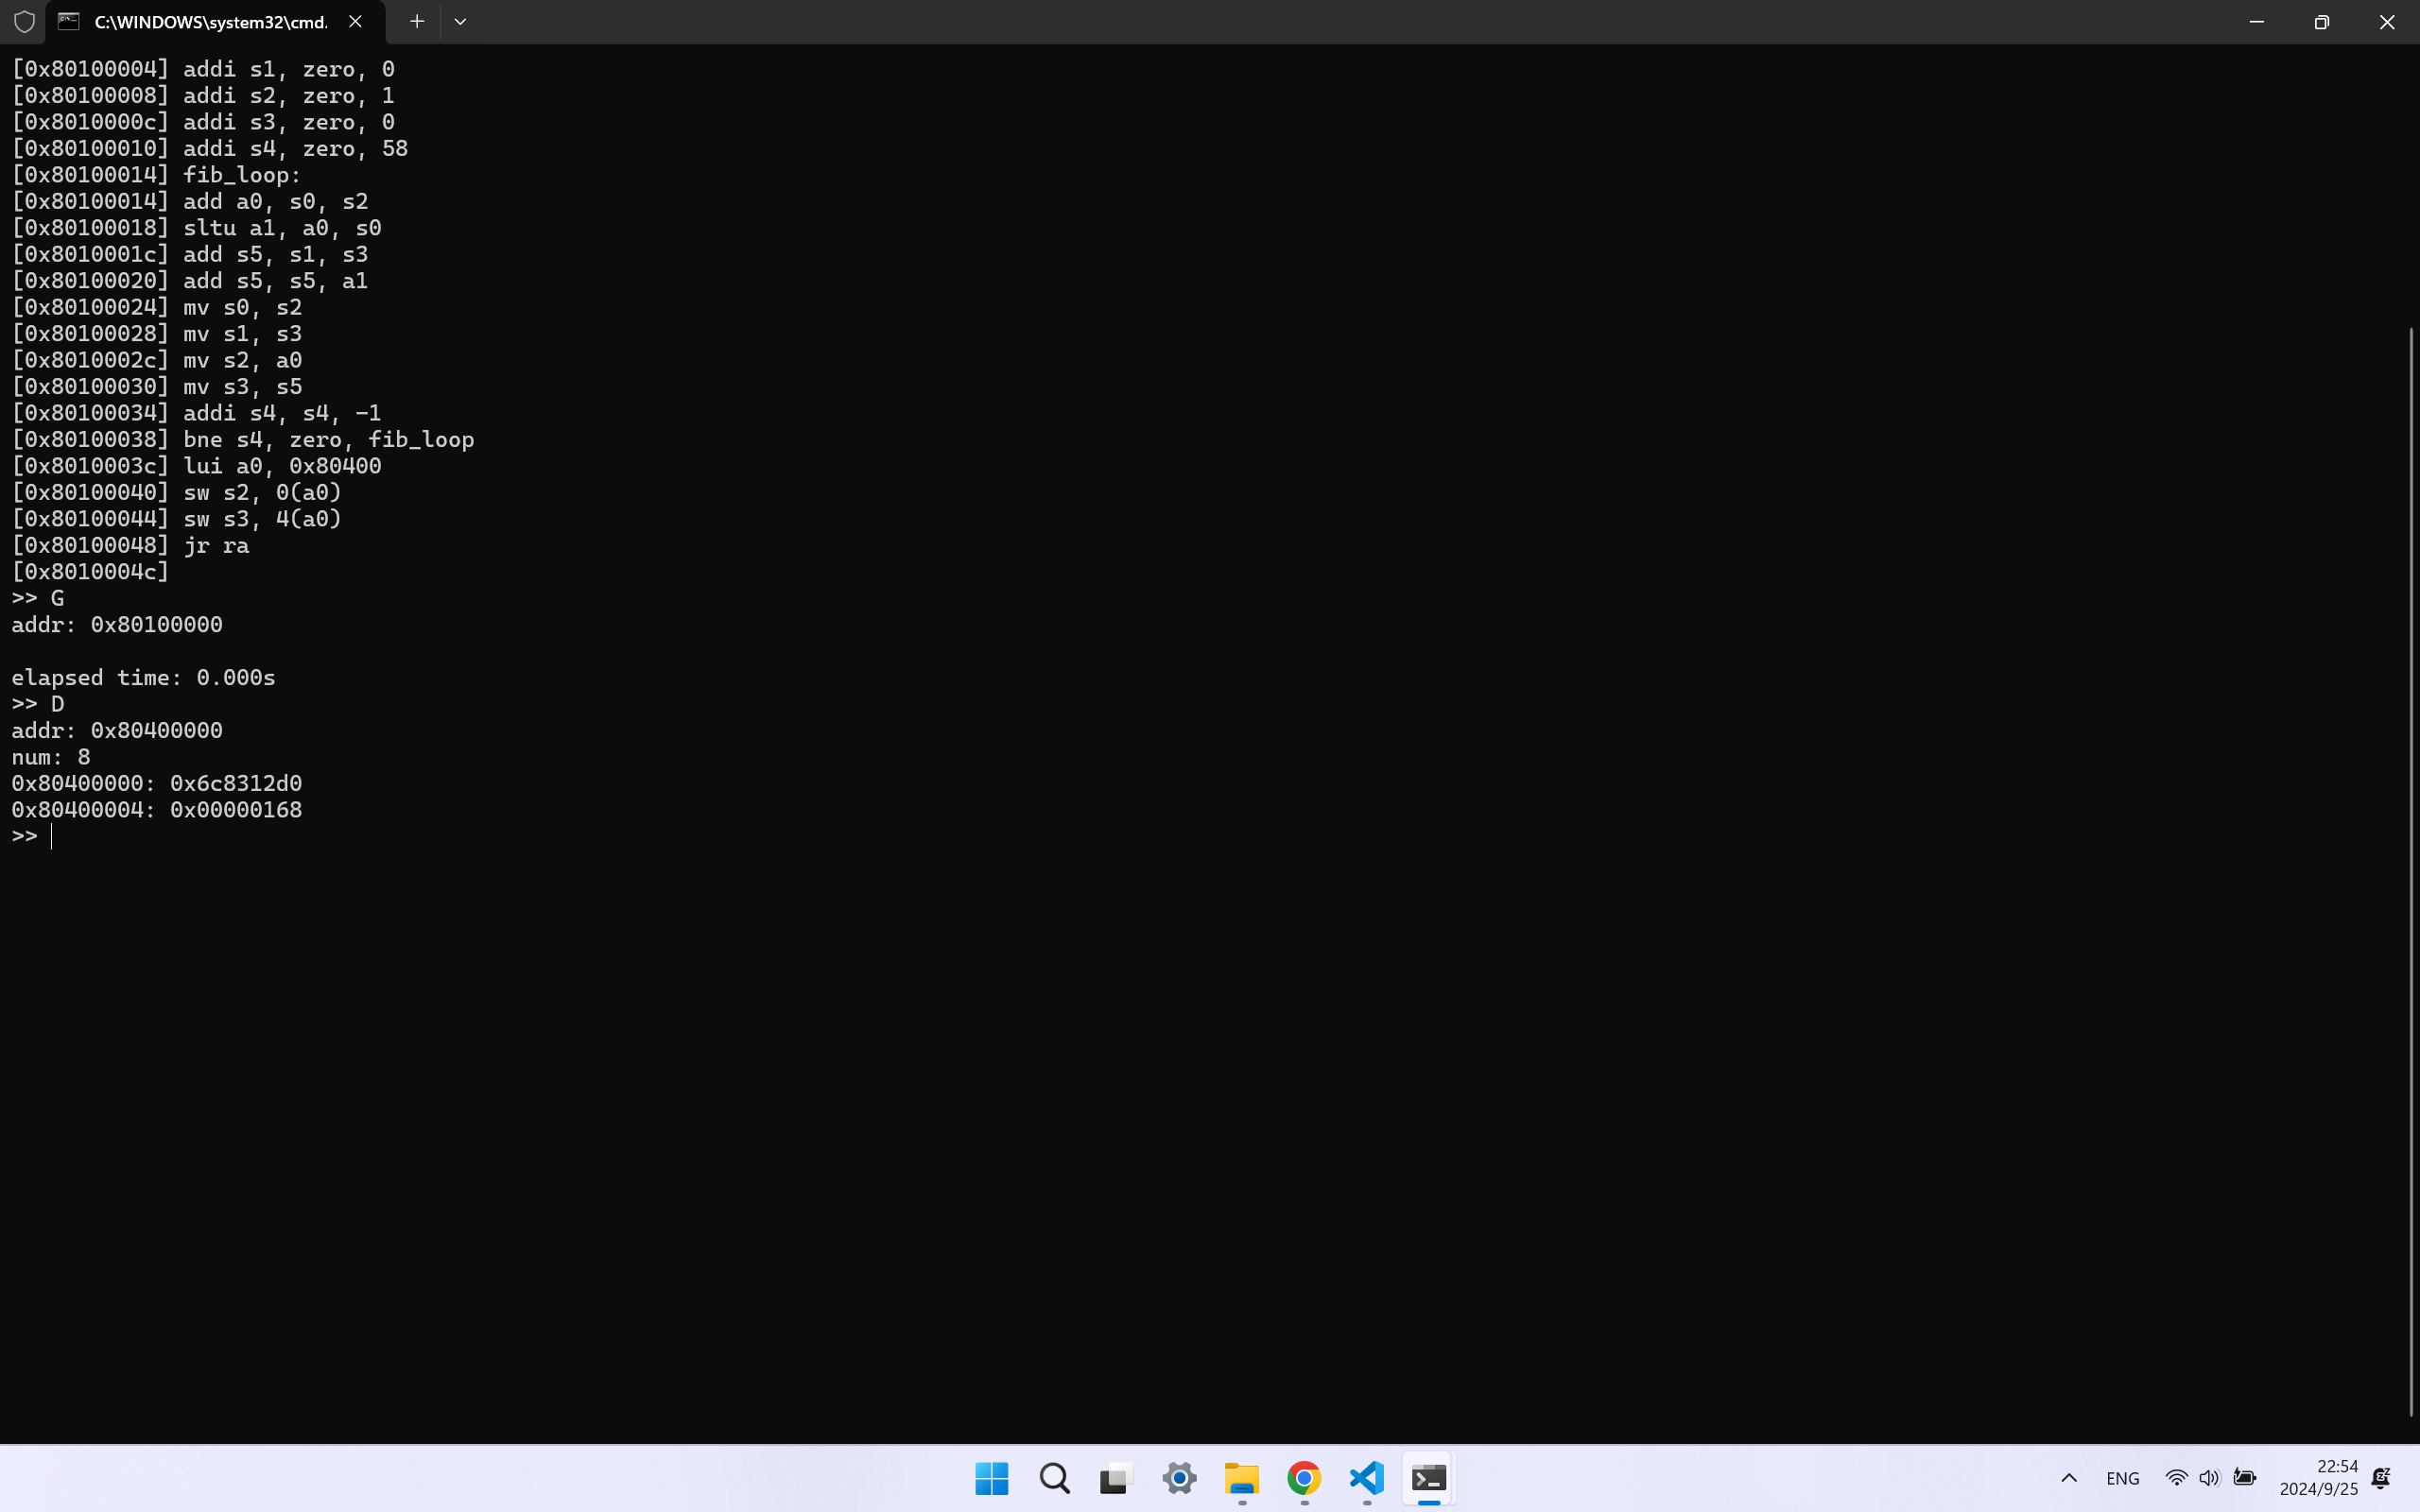 C:\WINDOWS\system32\cmd.
[0x80100004] addi s1, zero, 0
[0x80100008] addi s2, zero, 1
[0x8010000c] addi s3, zero, 0
[0x80100010] addi s4, zero, 58
[0x80100014] fib_loop:
[0x80100014] add a0, s0, s2
[0x80100018] sltu a1, a0, s0
[0x8010001c] add s5, s1, s3
[0x80100020] add s5, s5, a1
[0x80100024] mv s0, s2
[0x80100028] mv s1, s3
[0x8010002c] mv s2, a0
[0x80100030] mv s3, s5
[0x80100034] addi s4, s4, -1
[0x80100038] bne s4, zero, fib_loop
[0x8010003c] lui a0, 0x80400
[0x80100040] sw s2, 0(a0)
[0x80100044] sw s3, 4(a0)
[0x80100048] jr ra
[0x8010004c]
>> G
addr: 0x80100000
elapsed time: 0.000s
>> D
addr: 0x80400000
num: 8
0x80400000: 0x6c8312d0
0x80400004: 0x00000168
>>
ENG
22:54
2024/9/25